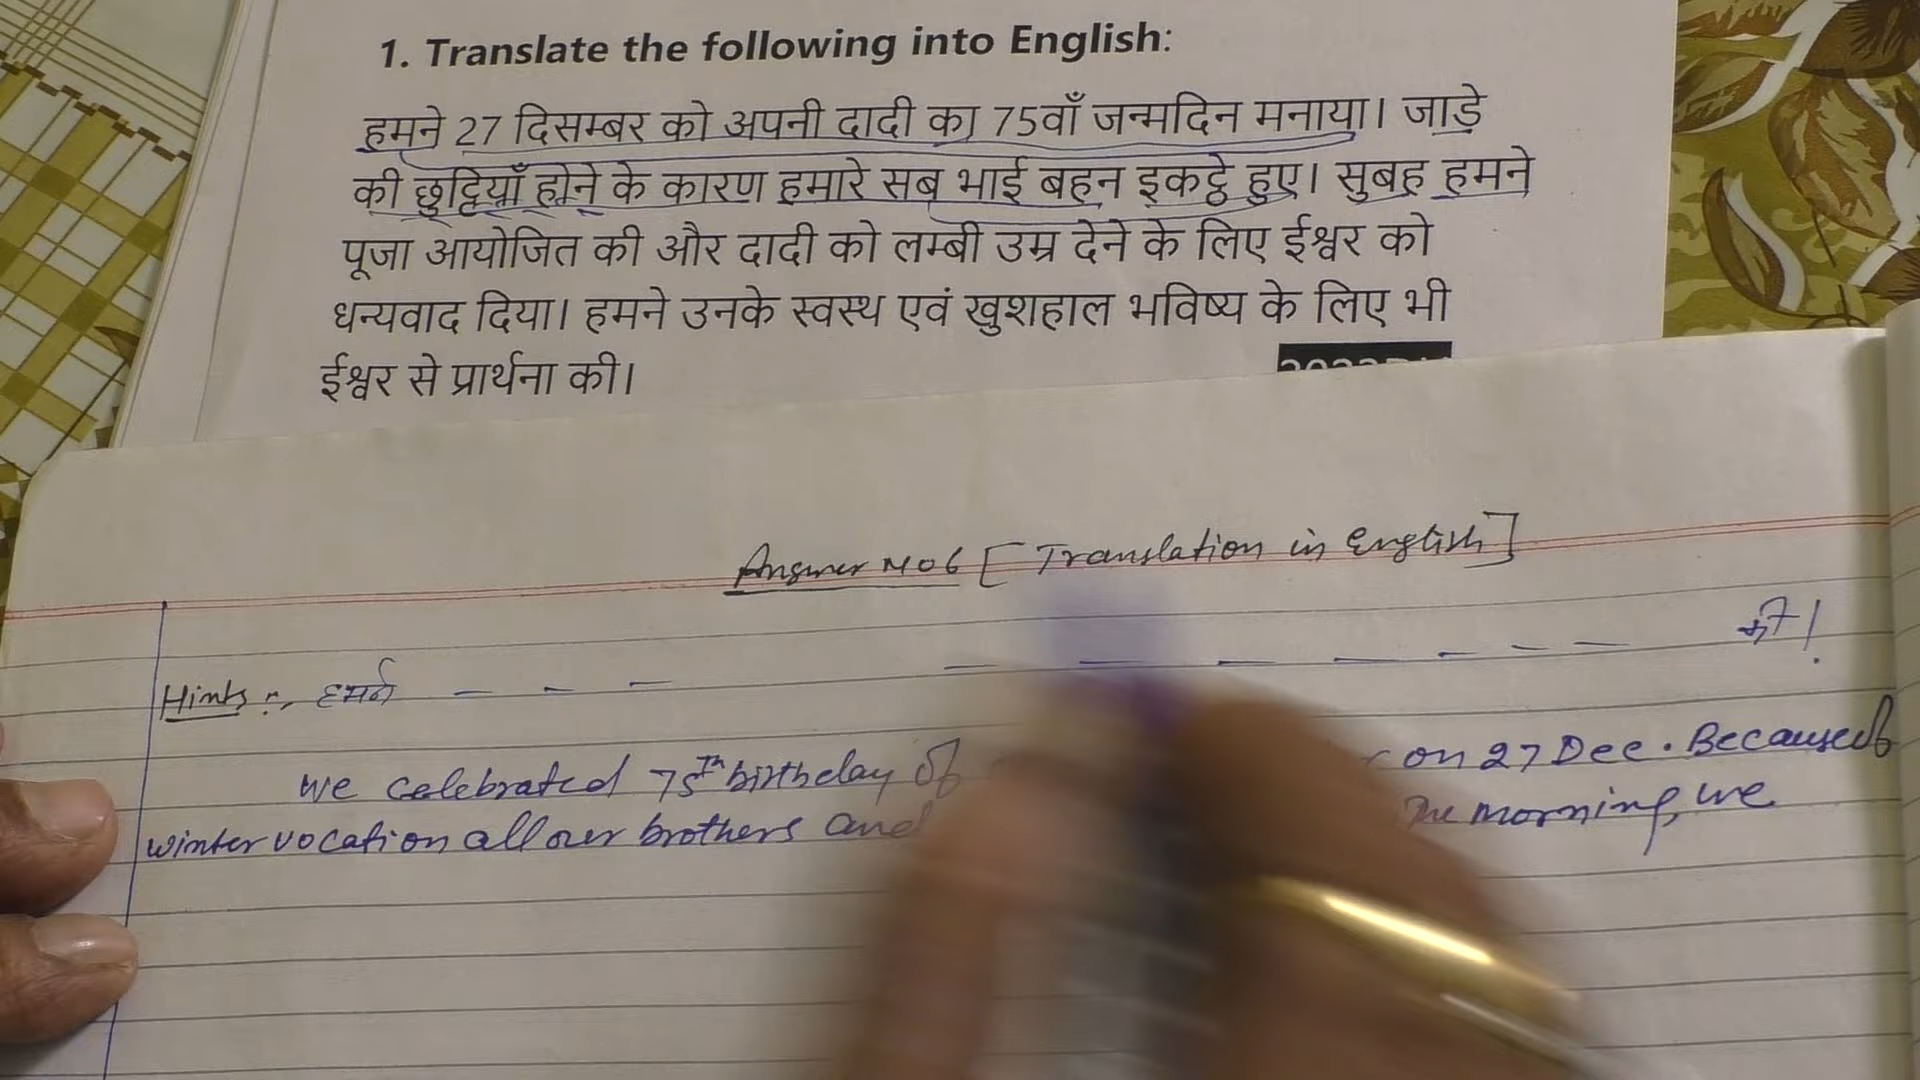 1. Translate the following into English:
हमने 27 दिसम्बर को अपनी दादी का 75वाँ जन्मदिन मनाया। जाड़े
की छुट्टियाँ होने के कारण हमारे सब भाई बहन इकट्ठे हुए। सुबह हमने
पूजा आयोजित की और दादी को लम्बी उम्र देने के लिए ईश्वर को
धन्यवाद दिया। हमने उनके स्वस्थ एवं खुशहाल भविष्य के लिए भी
ईश्वर से प्रार्थना की।
Answer No 6 [Translation in English]
Hints :- हमने - - - - - - - - - - की।
We celebrated 75th birthday of on 27 Dec. Because of
winter vocation all our brothers and The morning, we